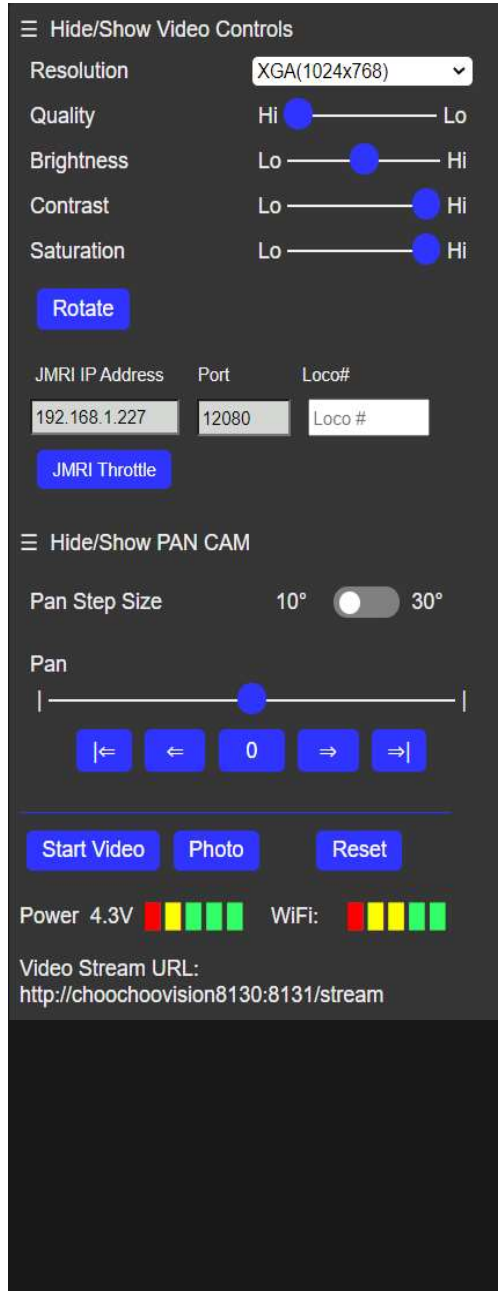 ☰ Hide/Show Video Controls
Resolution XGA(1024x768)
Quality Hi Lo
Brightness Lo Hi
Contrast Lo Hi
Saturation Lo Hi
Rotate
JMRI IP Address Port Loco#
192.168.1.227 12080 Loco #
JMRI Throttle
☰ Hide/Show PAN CAM
Pan Step Size 10° 30°
Pan
| |
|⇐ ⇐ 0 ⇒ ⇒|
Start Video Photo Reset
Power 4.3V WiFi:
Video Stream URL:
http://choochoovision8130:8131/stream